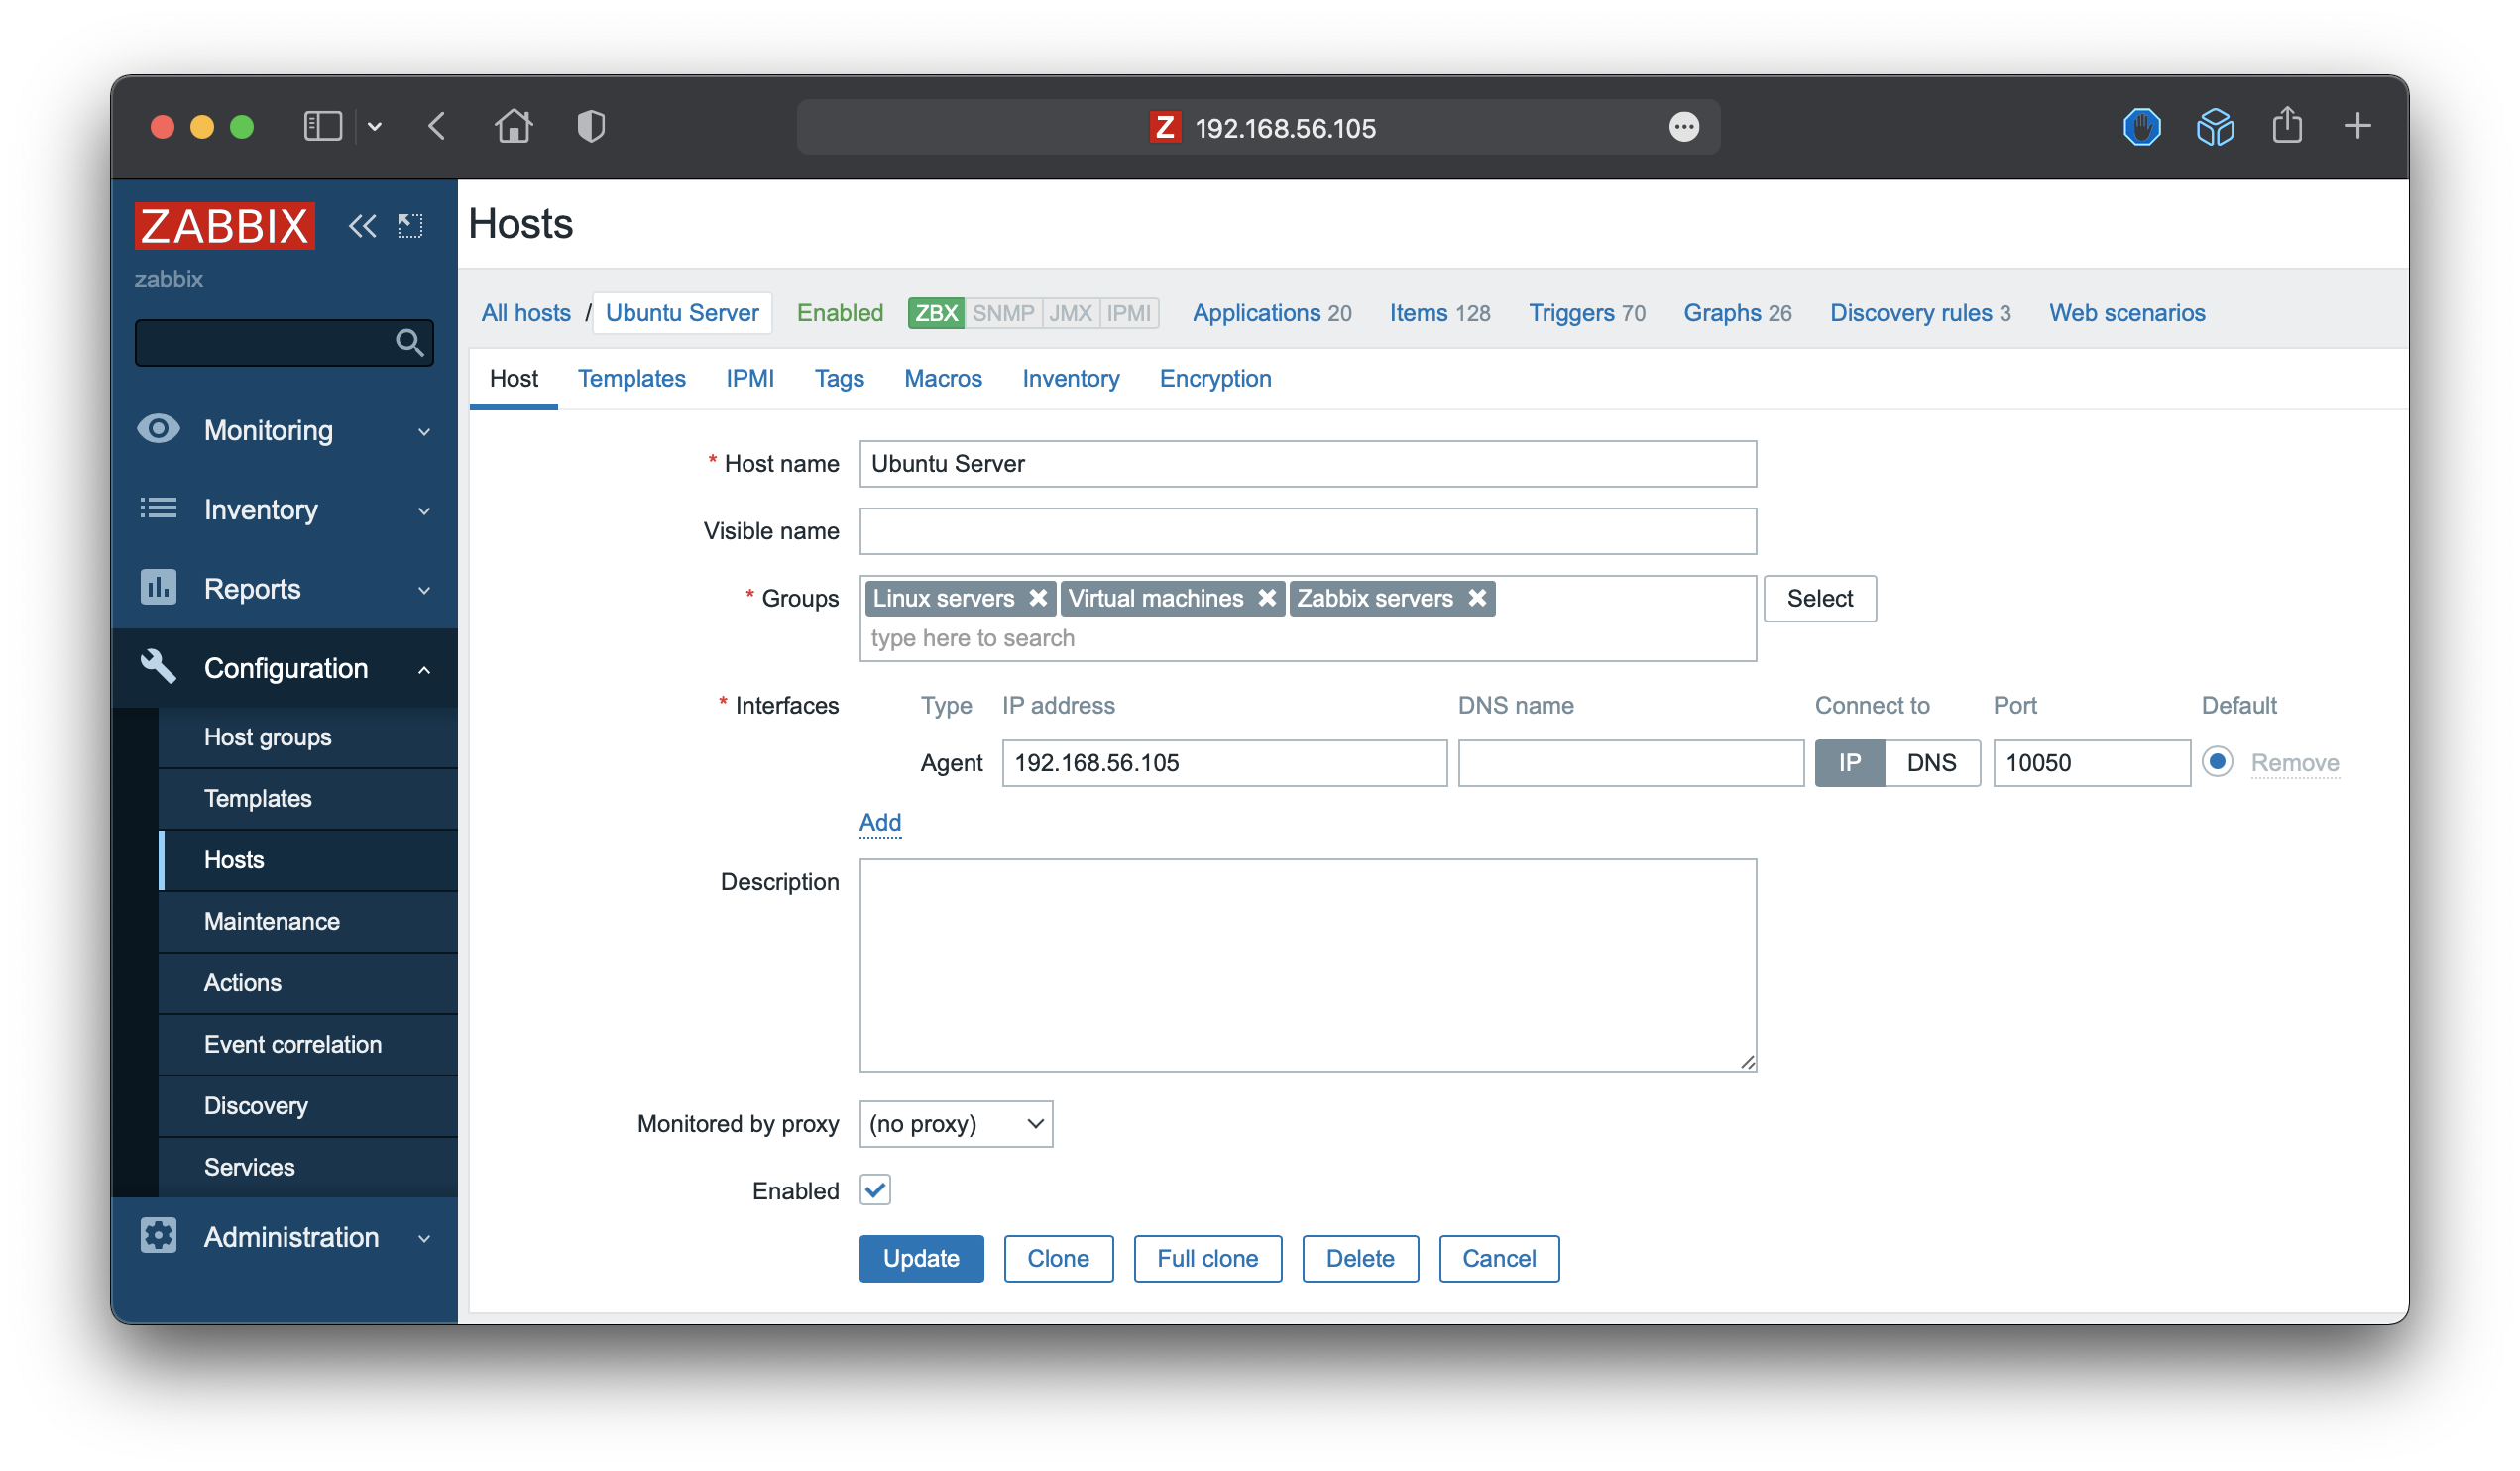 Z 192.168.56.105
ZABBIX
zabbix
Monitoring
Inventory
Reports
Configuration
Host groups
Templates
Hosts
Maintenance
Actions
Event correlation
Discovery
Services
Administration
Hosts
All hosts / Ubuntu Server Enabled ZBX SNMP JMX IPMI Applications 20 Items 128 Triggers 70 Graphs 26 Discovery rules 3 Web scenarios
Host Templates IPMI Tags Macros Inventory Encryption
* Host name Ubuntu Server
Visible name
* Groups Linux servers Virtual machines Zabbix servers Select
type here to search
* Interfaces Type IP address DNS name Connect to Port Default
Agent 192.168.56.105 IP DNS 10050 Remove
Add
Description
Monitored by proxy (no proxy)
Enabled
Update Clone Full clone Delete Cancel